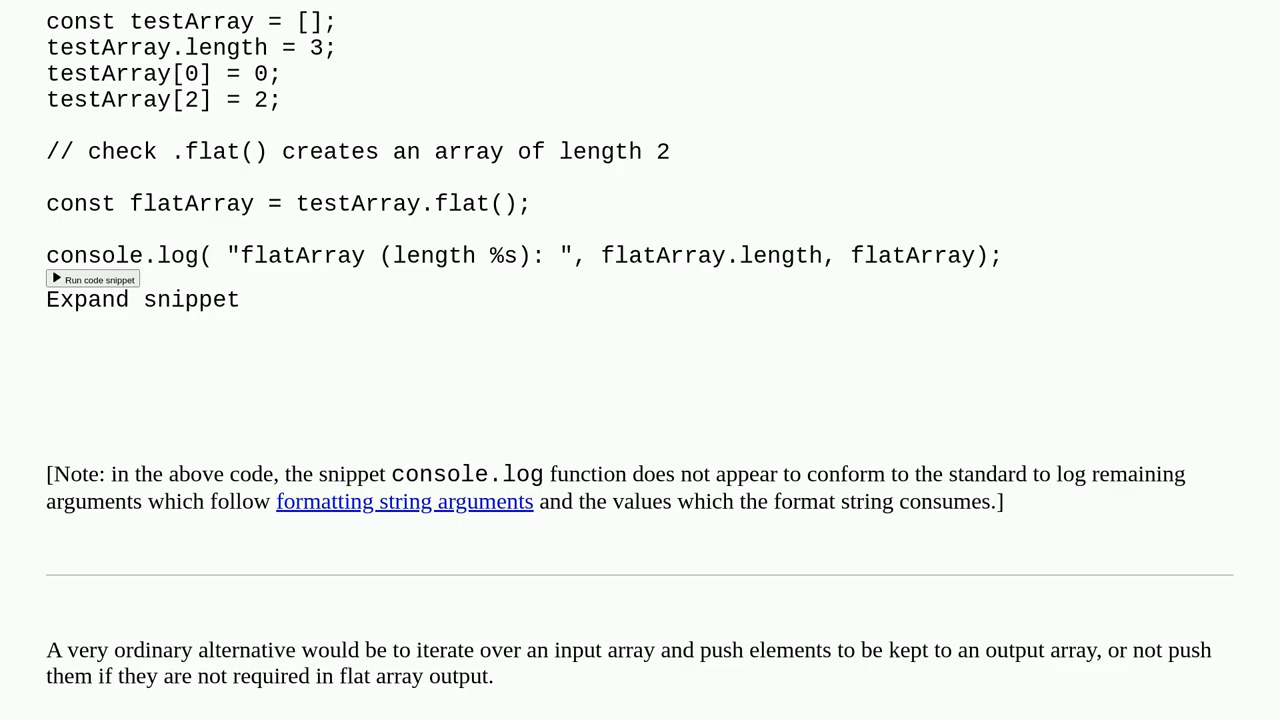 const testArray = [];
testArray.length = 3;
testArray[0] = 0;
testArray[2] = 2;
// check .flat() creates an array of length 2
const flatArray = testArray.flat();
console.log( "flatArray (length %s): ", flatArray.length, flatArray);
Run code snippet
Expand snippet
[Note: in the above code, the snippet console.log function does not appear to conform to the standard to log remaining
arguments which follow formatting string arguments and the values which the format string consumes.]
A very ordinary alternative would be to iterate over an input array and push elements to be kept to an output array, or not push
them if they are not required in flat array output.